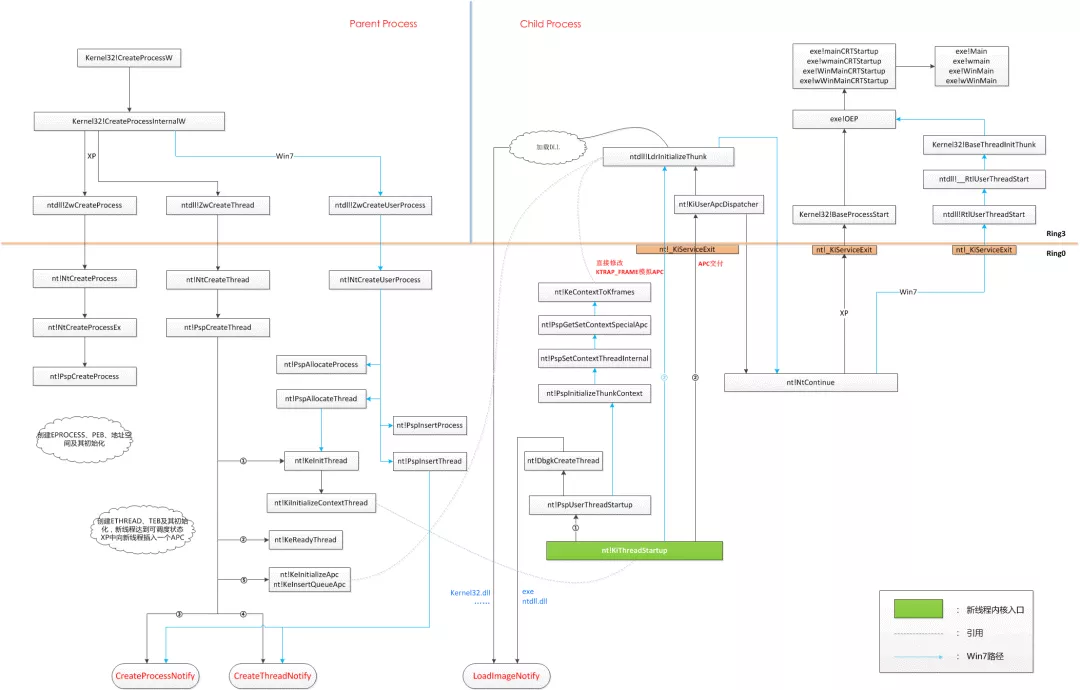 Parent Process
Child Process
Kernel32!CreateProcessW
Kernel32!CreateProcessInternalW
XP
Win7
ntdll!ZwCreateProcess
ntdll!ZwCreateThread
ntdll!ZwCreateUserProcess
nt!NtCreateProcess
nt!NtCreateThread
nt!NtCreateUserProcess
nt!NtCreateProcessEx
nt!PspCreateThread
nt!PspCreateProcess
nt!PspAllocateProcess
nt!PspAllocateThread
nt!PspInsertProcess
nt!PspInsertThread
创建EPROCESS、PEB、地址空
间及其初始化
①
nt!KeInitThread
nt!KiInitializeContextThread
创建ETHREAD、TEB及其初始
化，新线程达到可调度状态
XP中向新线程插入一个APC
②
nt!KeReadyThread
⑤
nt!KeInitializeApc
nt!KeInsertQueueApc
③
④
CreateProcessNotify
CreateThreadNotify
exe!mainCRTStartup
exe!wmainCRTStartup
exe!WinMainCRTStartup
exe!wWinMainCRTStartup
exe!Main
exe!wmain
exe!WinMain
exe!wWinMain
exe!OEP
加载DLL
ntdll!LdrInitializeThunk
Kernel32!BaseThreadInitThunk
ntdll!__RtlUserThreadStart
nt!KiUserApcDispatcher
Kernel32!BaseProcessStart
ntdll!RtlUserThreadStart
Ring3
nt!_KiServiceExit
nt!_KiServiceExit
nt!_KiServiceExit
Ring0
直接修改
KTRAP_FRAME模拟APC
APC交付
nt!KeContextToKframes
Win7
XP
nt!PspGetSetContextSpecialApc
nt!PspSetContextThreadInternal
②
②
nt!NtContinue
nt!PspInitializeThunkContext
nt!DbgkCreateThread
nt!PspUserThreadStartup
①
nt!KiThreadStartup
Kernel32.dll
……
exe
ntdll.dll
LoadImageNotify
： 新线程内核入口
： 引用
： Win7路径